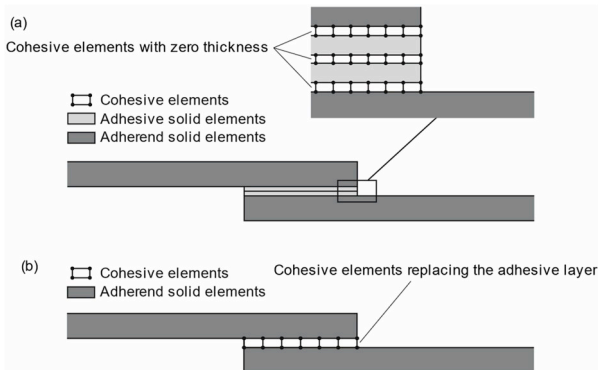 (a)
Cohesive elements with zero thickness
Cohesive elements
Adhesive solid elements
Adherend solid elements
(b)
Cohesive elements
Cohesive elements replacing the adhesive layer
Adherend solid elements